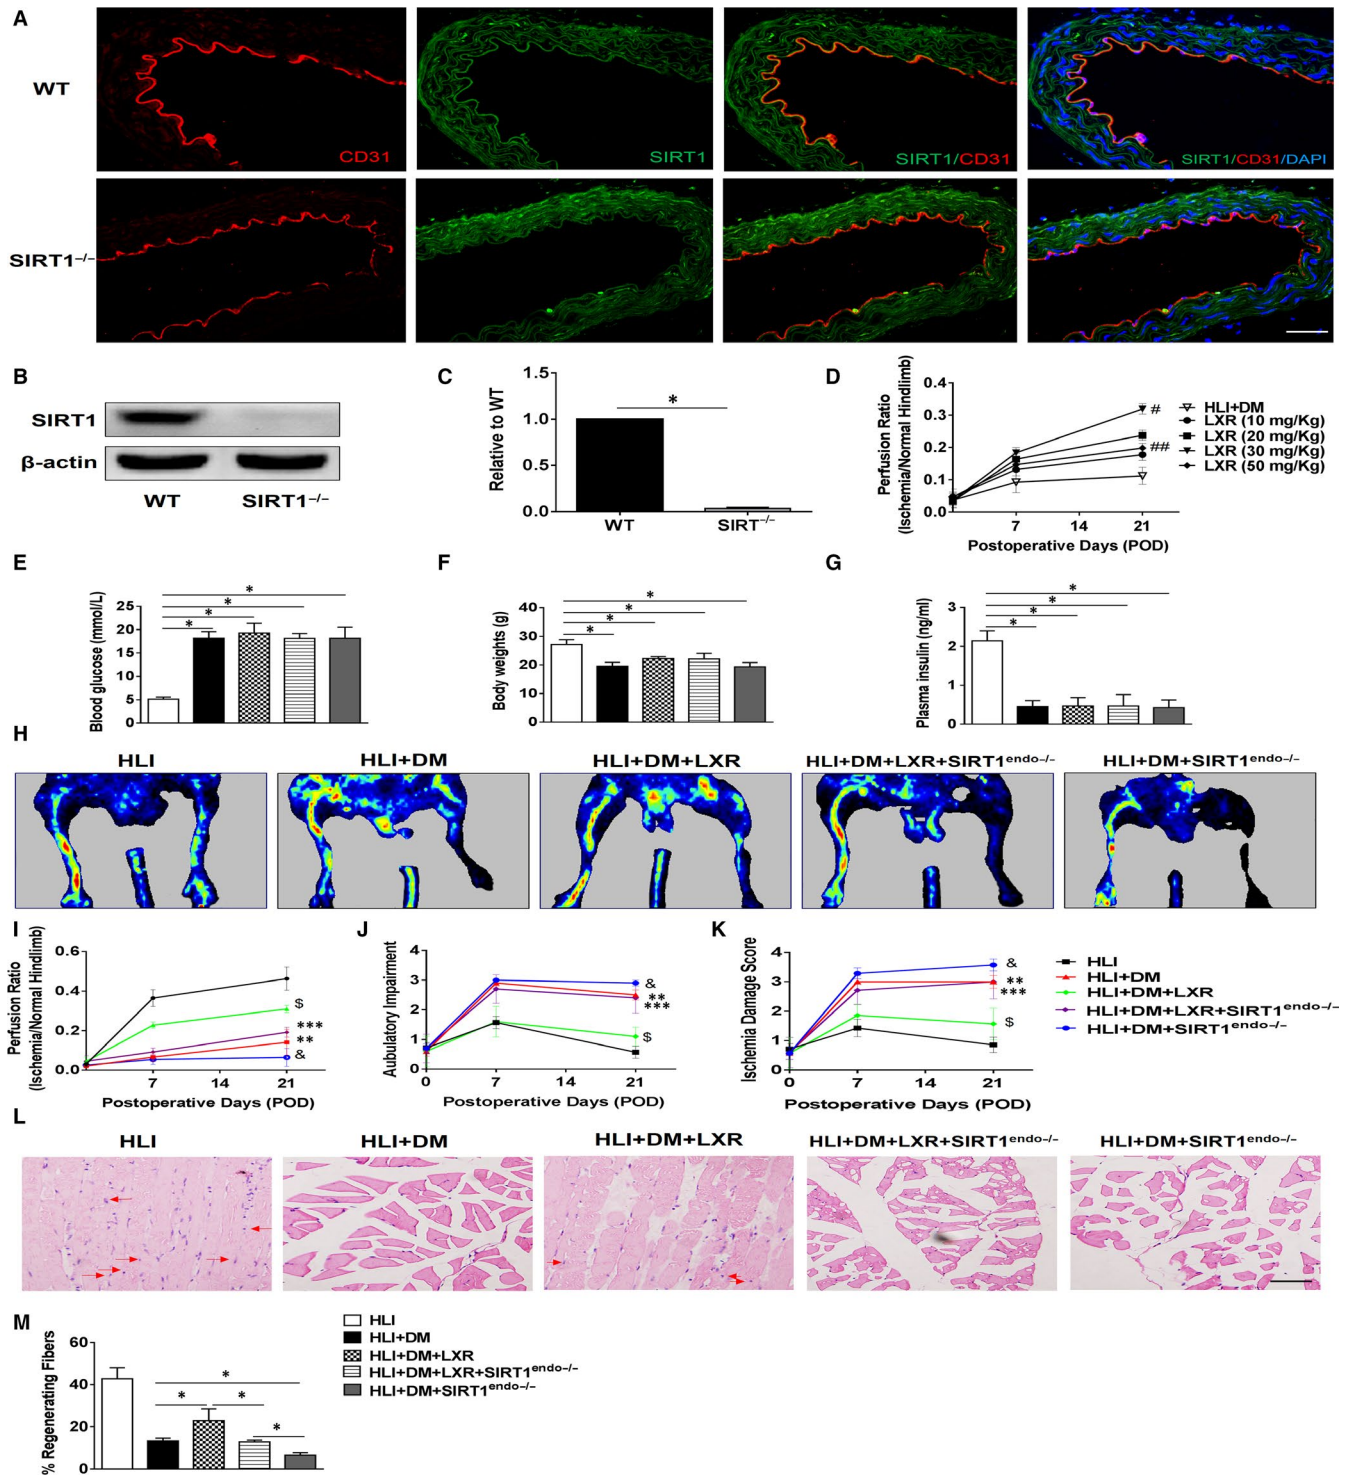 A
WT
CD31
SIRT1
SIRT1/CD31
SIRT1/CD31/DAPI
SIRT1−/−
B
SIRT1
β-actin
WT SIRT1−/−
C
Relative to WT
1.5
1.0
0.5
0.0
*
WT SIRT−/−
D
Perfusion Ratio
(Ischemia/Normal Hindlimb)
0.4
0.3
0.2
0.1
0.0
#
##
7 14 21
Postoperative Days (POD)
HLI+DM
LXR (10 mg/Kg)
LXR (20 mg/Kg)
LXR (30 mg/Kg)
LXR (50 mg/Kg)
E
Blood glucose (mmol/L)
25
20
15
10
5
0
*
*
*
*
F
Body weights (g)
40
30
20
10
0
*
*
*
*
G
Plasma insulin (ng/ml)
3
2
1
0
*
*
*
*
H
HLI
HLI+DM
HLI+DM+LXR
HLI+DM+LXR+SIRT1endo−/−
HLI+DM+SIRT1endo−/−
I
Perfusion Ratio
(Ischemia/Normal Hindlimb)
0.6
0.4
0.2
0.0
$
***
**
&
7 14 21
Postoperative Days (POD)
J
Aubulatory Impairment
4
3
2
1
0
&
**
***
$
0 7 14 21
Postoperative Days (POD)
K
Ischemia Damage Score
4
3
2
1
0
&
**
***
$
0 7 14 21
Postoperative Days (POD)
HLI
HLI+DM
HLI+DM+LXR
HLI+DM+LXR+SIRT1endo−/−
HLI+DM+SIRT1endo−/−
L
HLI
HLI+DM
HLI+DM+LXR
HLI+DM+LXR+SIRT1endo−/−
HLI+DM+SIRT1endo−/−
M
% Regenerating Fibers
60
40
20
0
*
*
*
*
HLI
HLI+DM
HLI+DM+LXR
HLI+DM+LXR+SIRT1endo−/−
HLI+DM+SIRT1endo−/−